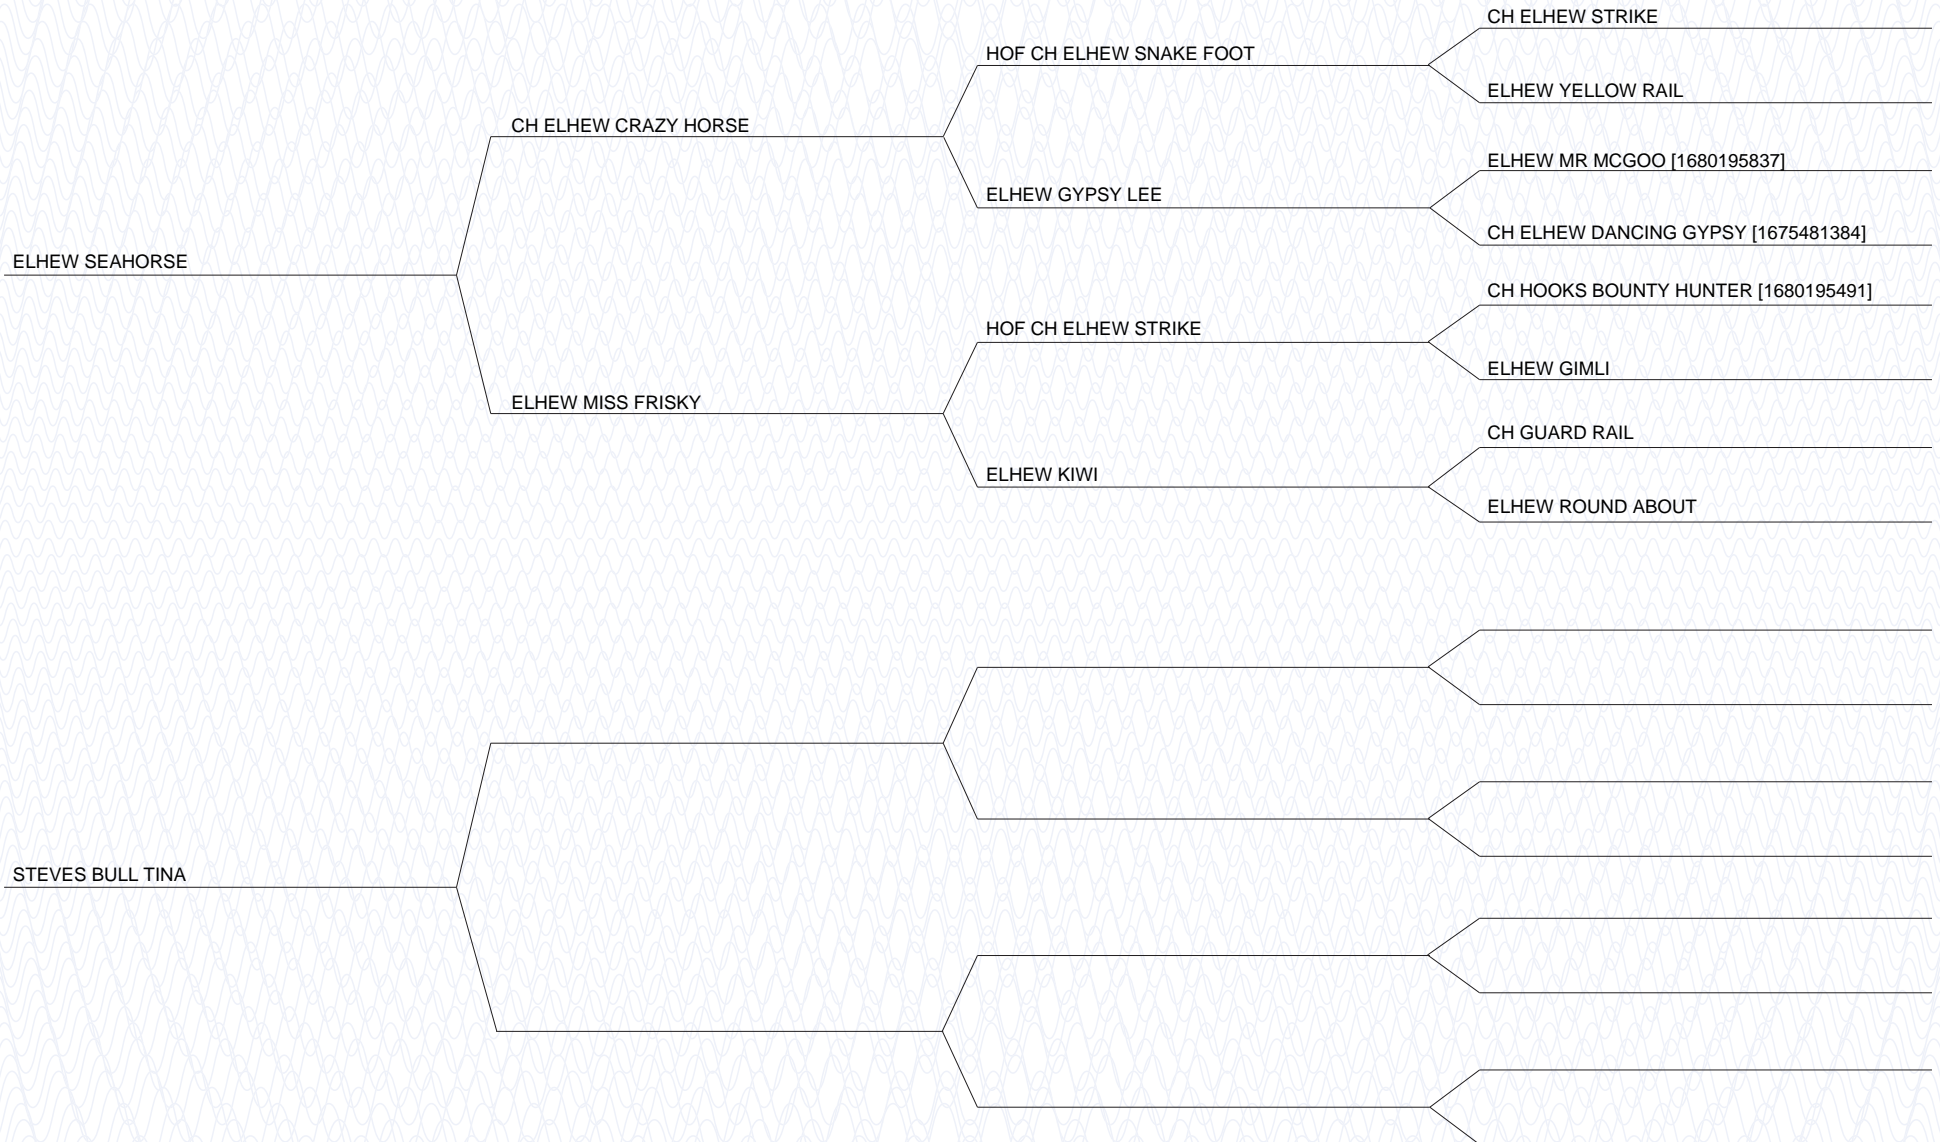 CH ELHEW STRIKE
HOF CH ELHEW SNAKE FOOT
ELHEW YELLOW RAIL
CH ELHEW CRAZY HORSE
ELHEW MR MCGOO [1680195837]
ELHEW GYPSY LEE
CH ELHEW DANCING GYPSY [1675481384]
ELHEW SEAHORSE
CH HOOKS BOUNTY HUNTER [1680195491]
HOF CH ELHEW STRIKE
ELHEW GIMLI
ELHEW MISS FRISKY
CH GUARD RAIL
ELHEW KIWI
ELHEW ROUND ABOUT
STEVES BULL TINA